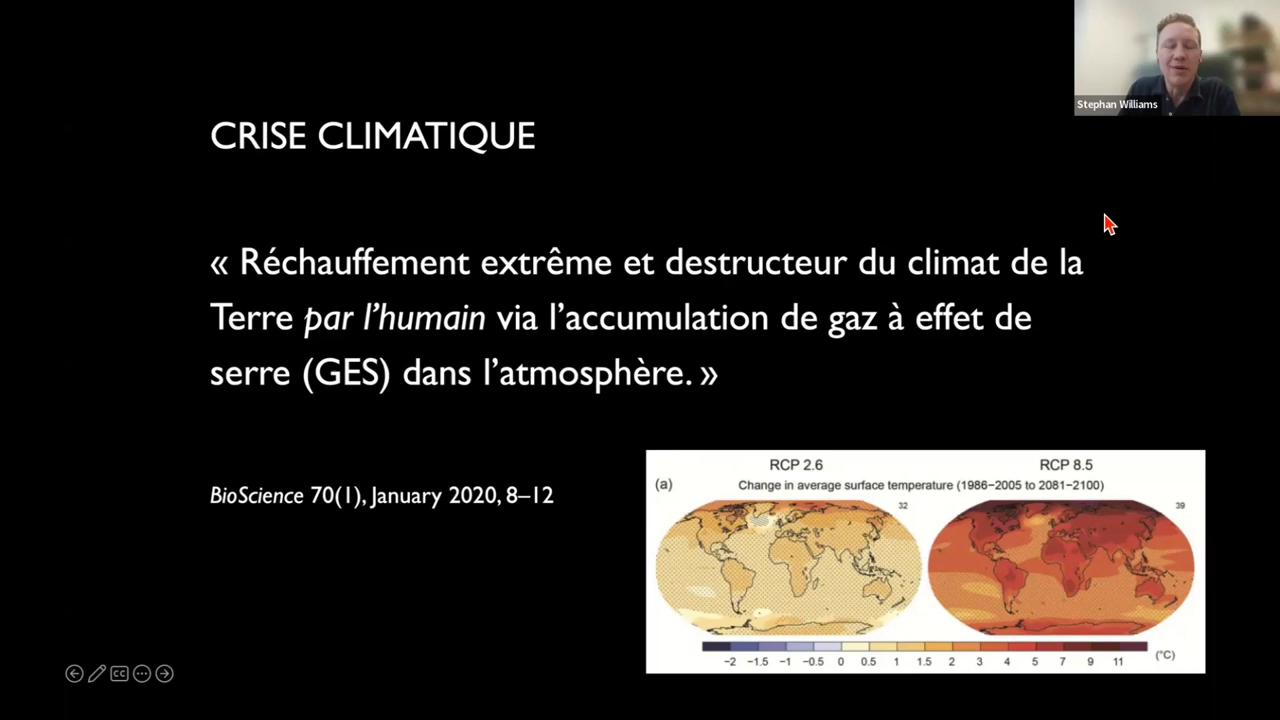 Stephan Williams
CRISE CLIMATIQUE
« Réchauffement extrême et destructeur du climat de la
Terre par l’humain via l’accumulation de gaz à effet de
serre (GES) dans l’atmosphère. »
BioScience 70(1), January 2020, 8–12
RCP 2.6 RCP 8.5
(a) Change in average surface temperature (1986−2005 to 2081−2100)
32 39
−2 −1.5 −1 −0.5 0 0.5 1 1.5 2 3 4 5 7 9 11 (°C)
CC